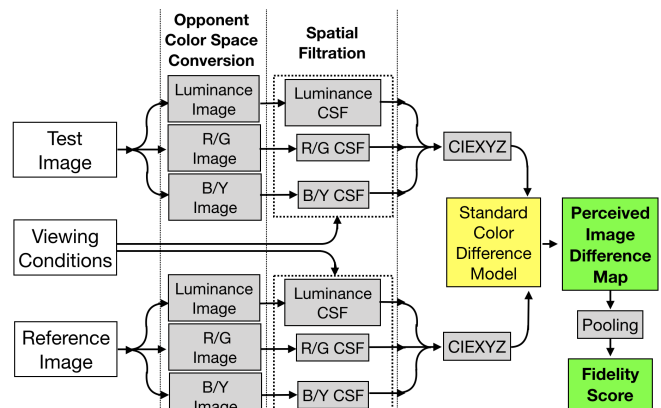 Opponent
Color Space
Conversion
Spatial
Filtration
Test
Image
Luminance
Image
R/G
Image
B/Y
Image
Luminance
CSF
R/G CSF
B/Y CSF
CIEXYZ
Viewing
Conditions
Standard
Color
Difference
Model
Perceived
Image
Difference
Map
Pooling
Fidelity
Score
Reference
Image
Luminance
Image
R/G
Image
B/Y
Image
Luminance
CSF
R/G CSF
B/Y CSF
CIEXYZ